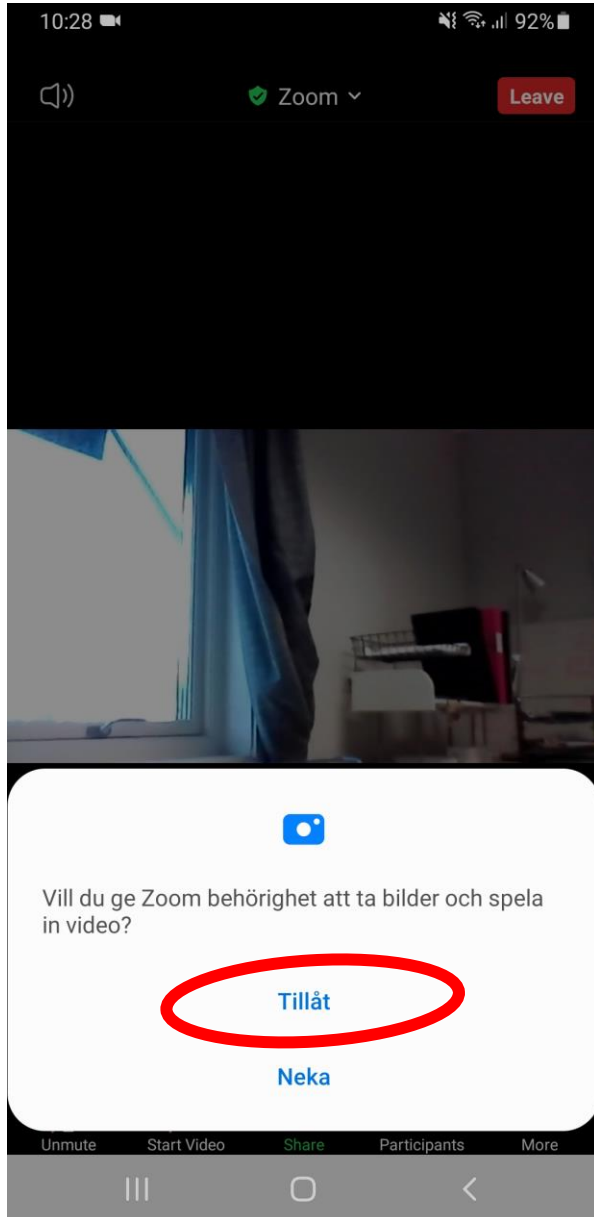 10:28 92%
Zoom Leave
Vill du ge Zoom behörighet att ta bilder och spela
in video?
Tillåt
Neka
Unmute Start Video Share Participants More